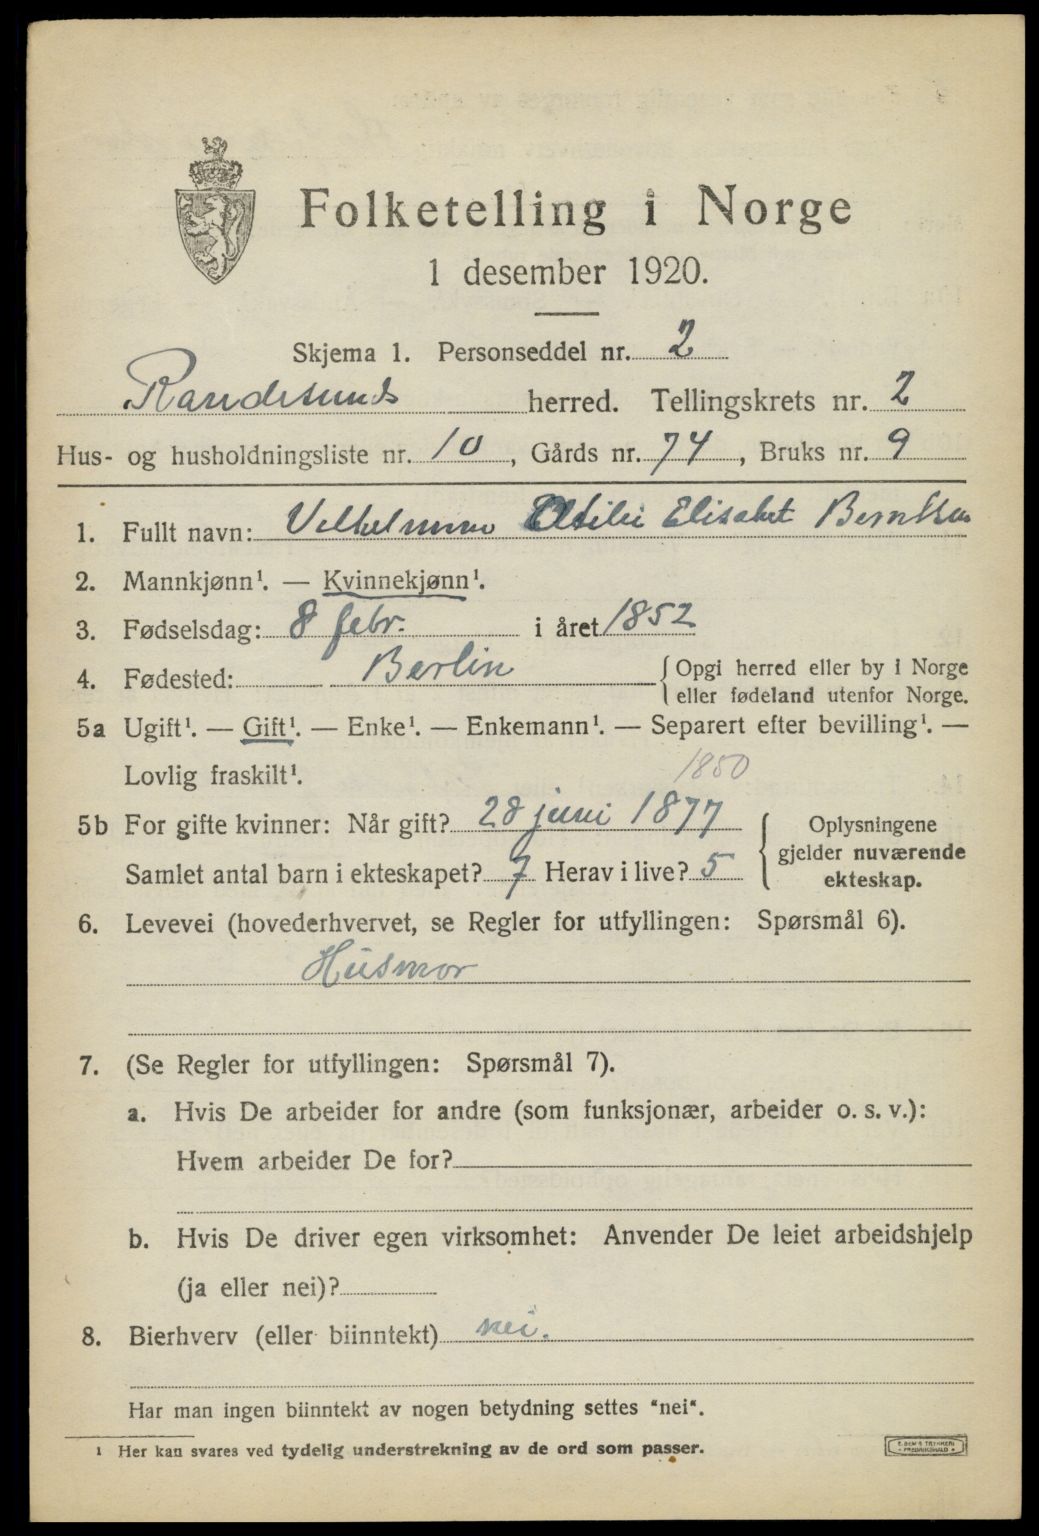 Folketelling i Norge
1 desember 1920.
Skjema 1. Personseddel nr. 2
Randesunds herred. Tellingskrets nr. 2
Hus- og husholdningsliste nr. 10, Gårds nr. 74, Bruks nr. 9
1. Fullt navn: Otilie Elisabet Berntsen
2. Mannkjønn¹. — Kvinnekjønn¹.
3. Fødselsdag: 8 febr. i året 1852
4. Fødested: Berlin { Opgi herred eller by i Norge
eller fødeland utenfor Norge.
5a Ugift¹. — Gift¹. — Enke¹. — Enkemann¹. — Separert efter bevilling¹. —
Lovlig fraskilt¹. 1850
5b For gifte kvinner: Når gift? 28 juni 1877 { Oplysningene
gjelder nuværende
Samlet antal barn i ekteskapet? 7 Herav i live? 5 ekteskap.
6. Levevei (hovederhvervet, se Regler for utfyllingen: Spørsmål 6).
Husmor
7. (Se Regler for utfyllingen: Spørsmål 7).
a. Hvis De arbeider for andre (som funksjonær, arbeider o. s. v.):
Hvem arbeider De for?
b. Hvis De driver egen virksomhet: Anvender De leiet arbeidshjelp
(ja eller nei)?
8. Bierhverv (eller biinntekt) nei.
Har man ingen biinntekt av nogen betydning settes "nei".
¹ Her kan svares ved tydelig understrekning av de ord som passer.